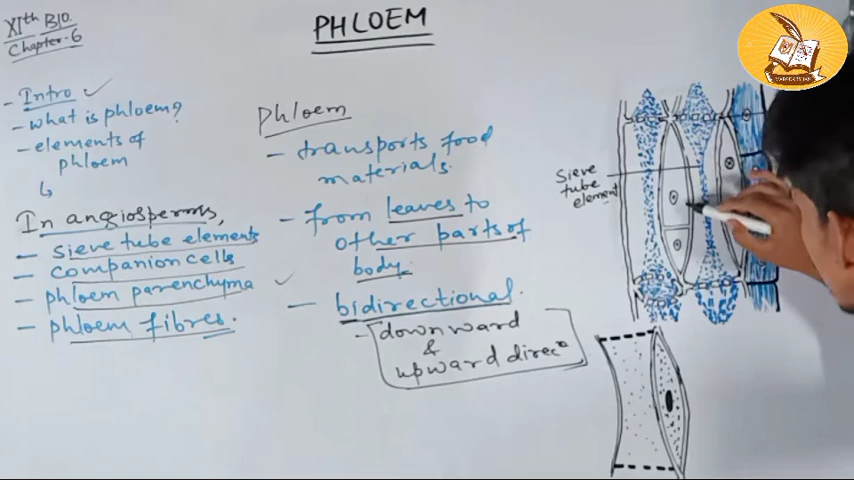 XIth BIO.
Chapter-6
PHLOEM
- Intro ✓
- what is phloem?
- elements of
phloem
↳
In angiosperms,
- sieve tube elements
- companion cells
- phloem parenchyma
- phloem fibres.
Phloem
- transports food
materials.
- from leaves to
other parts of
body.
- bidirectional.
- downward
&
upward direcⁿ
Sieve
tube
element